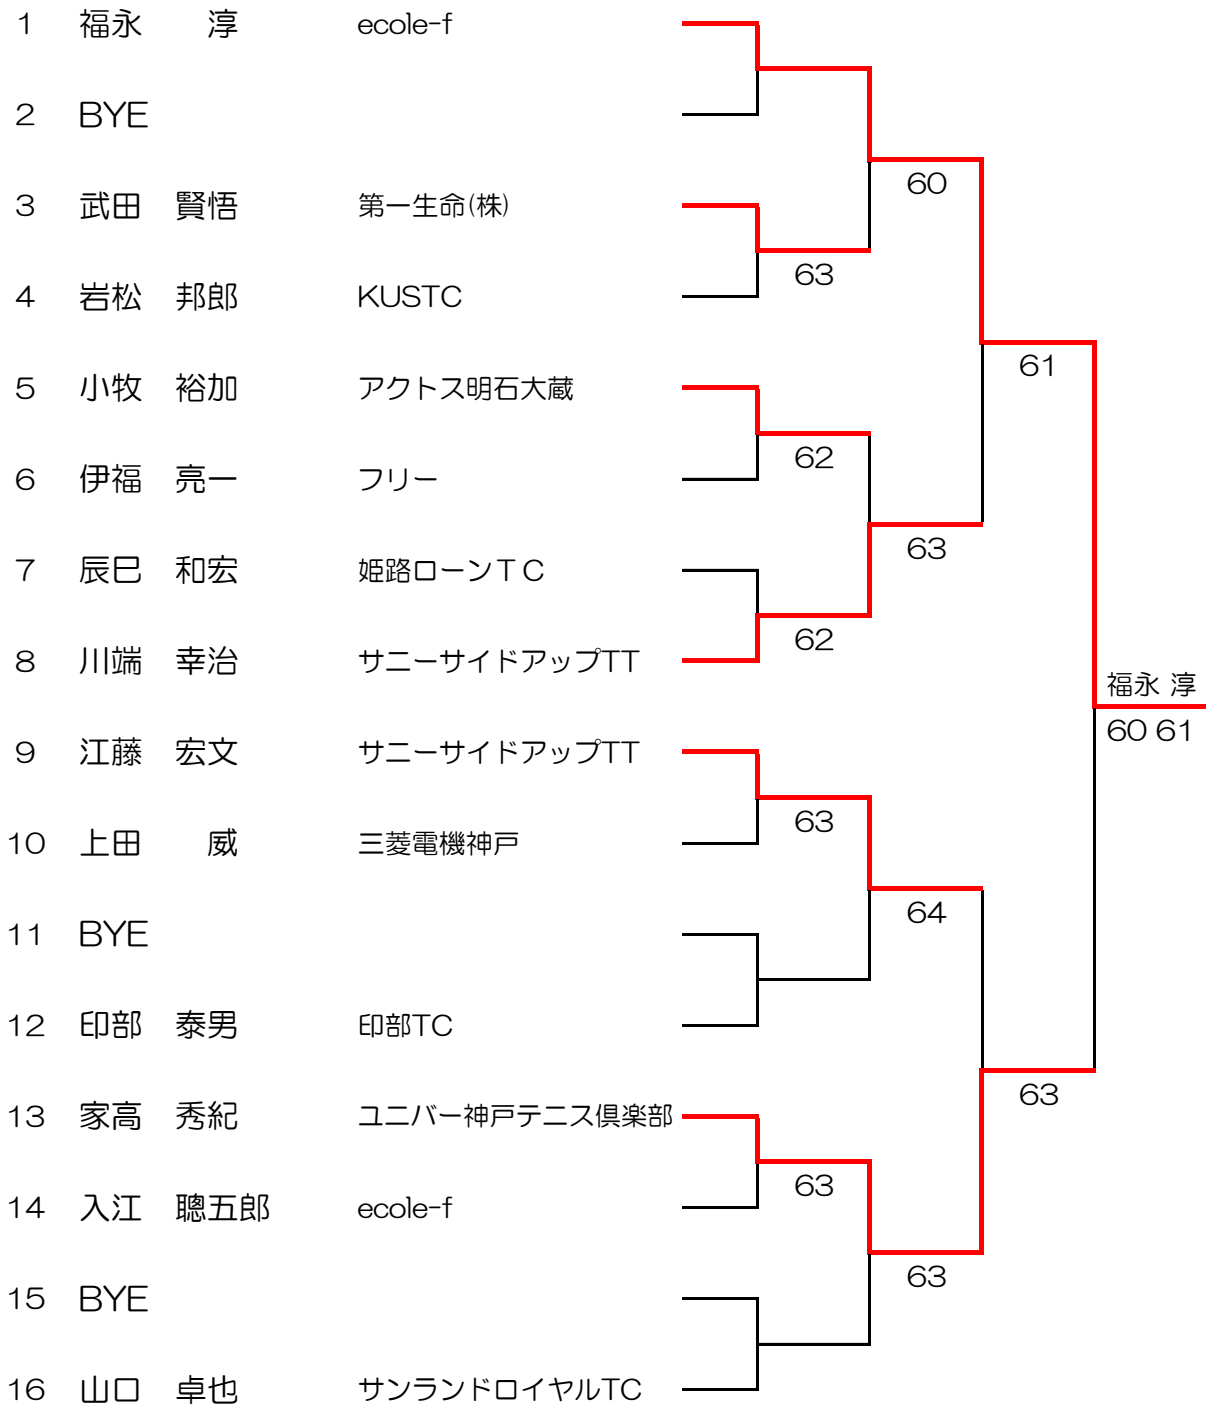 1 福永 淳 ecole-f
2 BYE
60
3 武田 賢悟 第一生命(株)
63
4 岩松 邦郎 KUSTC
61
5 小牧 裕加 アクトス明石大蔵
62
6 伊福 亮一 フリー
63
7 辰巳 和宏 姫路ローンTC
62
8 川端 幸治 サニーサイドアップTT
福永 淳
60 61
9 江藤 宏文 サニーサイドアップTT
63
10 上田 威 三菱電機神戸
64
11 BYE
12 印部 泰男 印部TC
63
13 家高 秀紀 ユニバー神戸テニス倶楽部
63
14 入江 聰五郎 ecole-f
63
15 BYE
16 山口 卓也 サンランドロイヤルTC